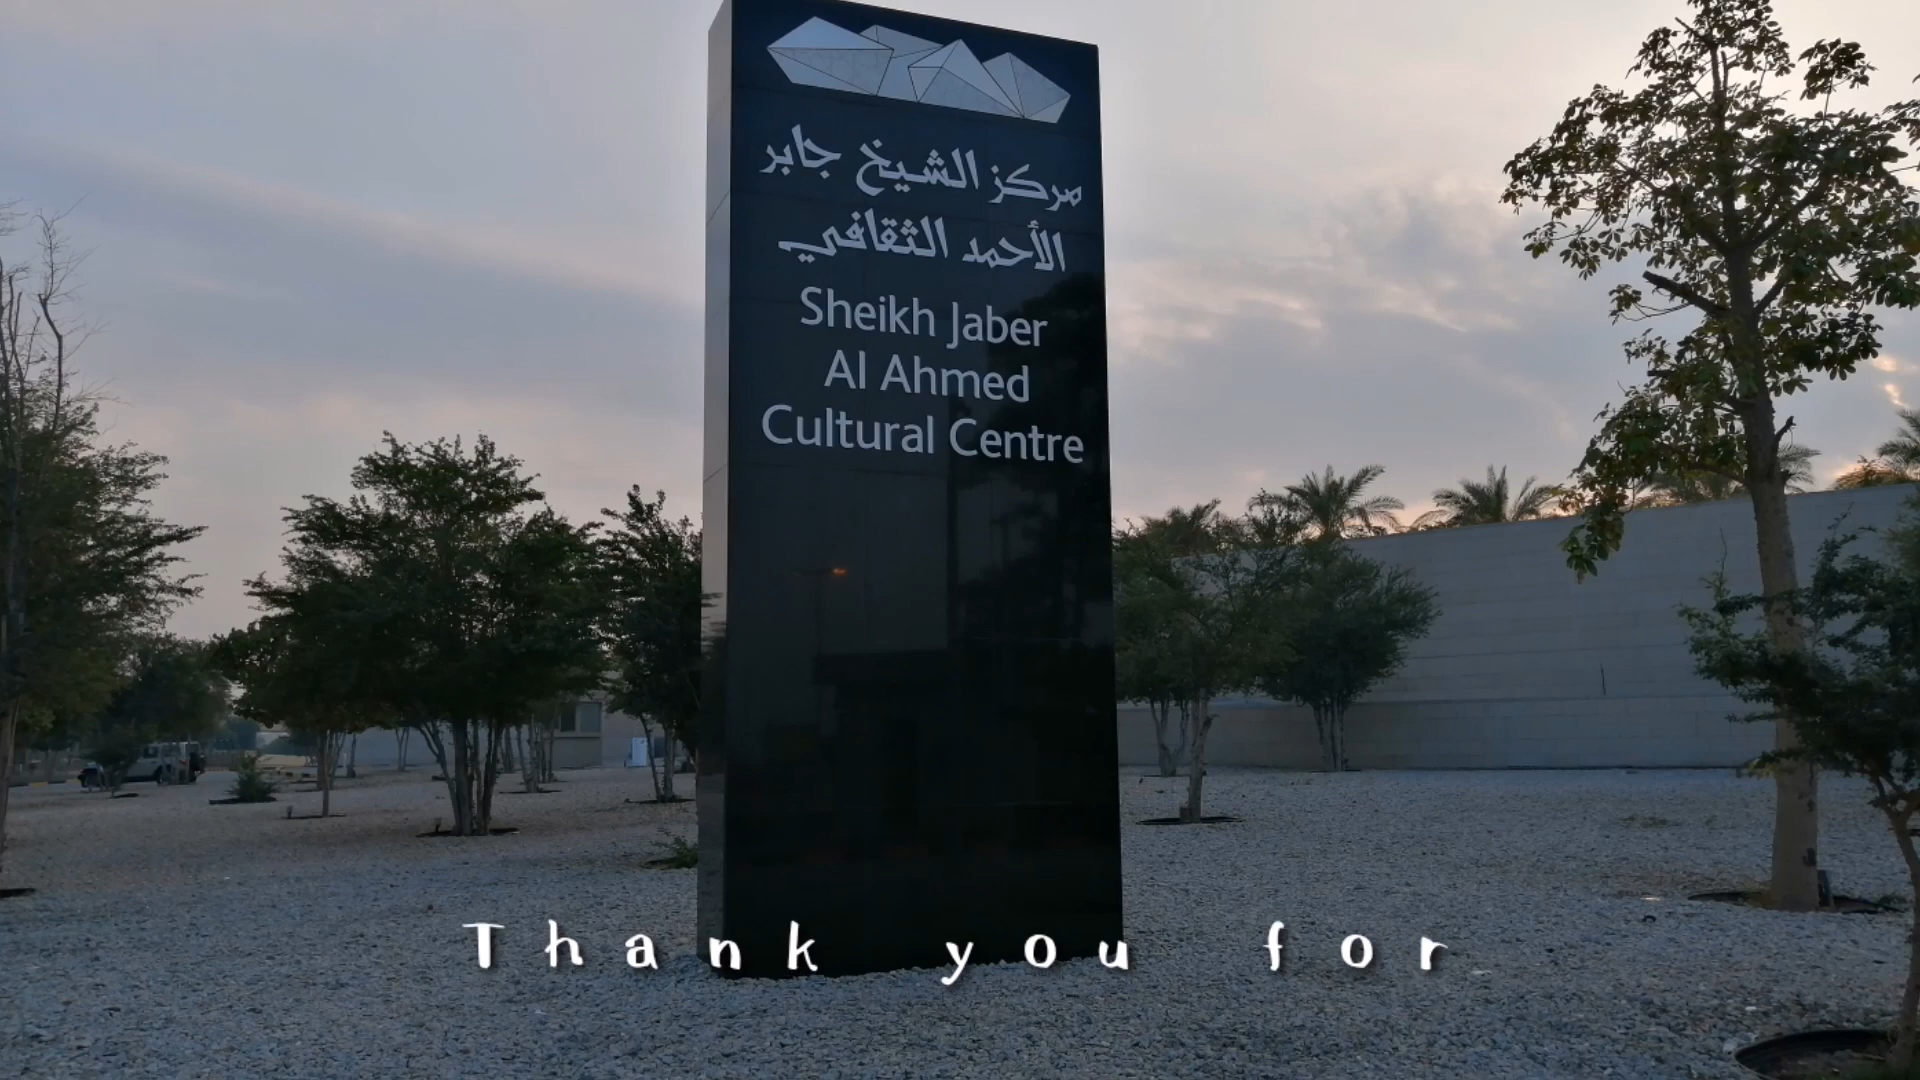 مركز الشيخ جابر
الأحمد الثقافي
Sheikh Jaber
Al Ahmed
Cultural Centre
Thank you for